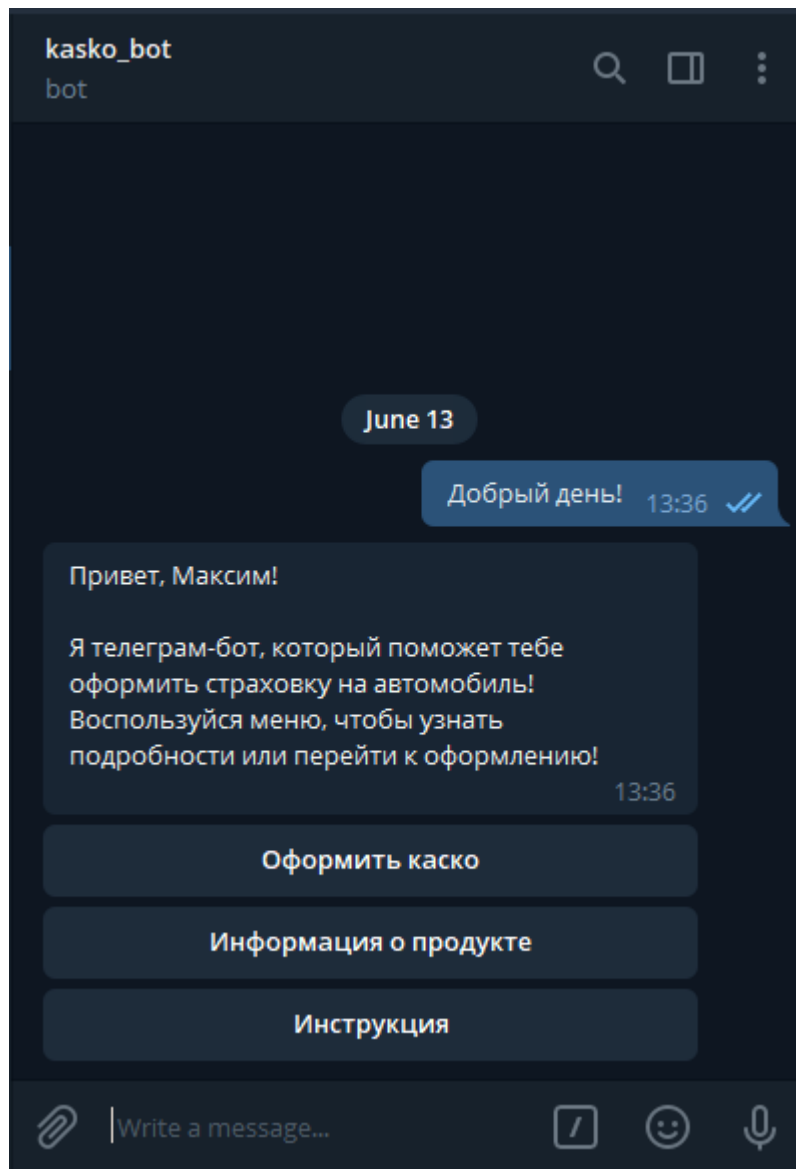 kasko_bot
bot
June 13
Добрый день! 13:36
Привет, Максим!
Я телеграм-бот, который поможет тебе
оформить страховку на автомобиль!
Воспользуйся меню, чтобы узнать
подробности или перейти к оформлению!
13:36
Оформить каско
Информация о продукте
Инструкция
Write a message...